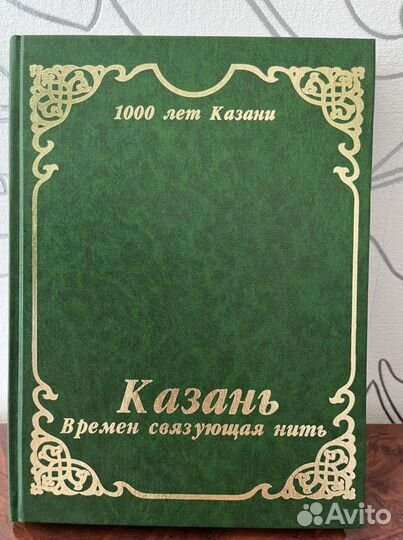 1000 лет Казани
Казань
Времен связующая нить
Avito